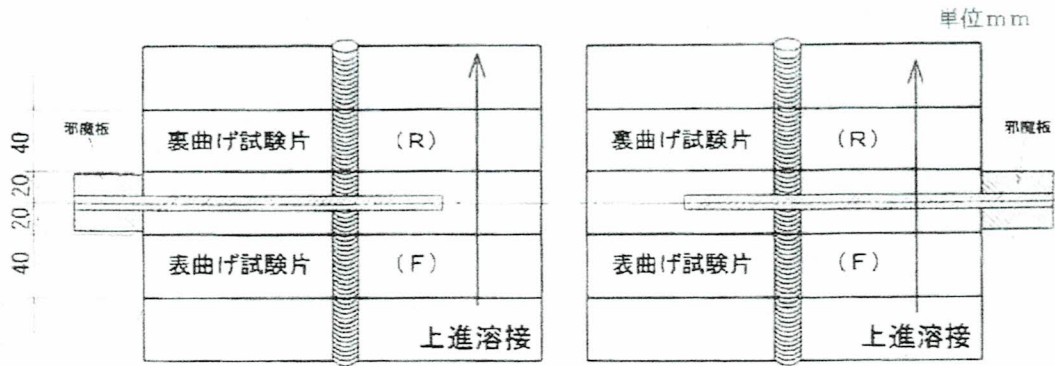 単位mm
邪魔板
40
20
20
40
裏曲げ試験片 (R)
表曲げ試験片 (F)
上進溶接
裏曲げ試験片 (R)
表曲げ試験片 (F)
上進溶接
邪魔板